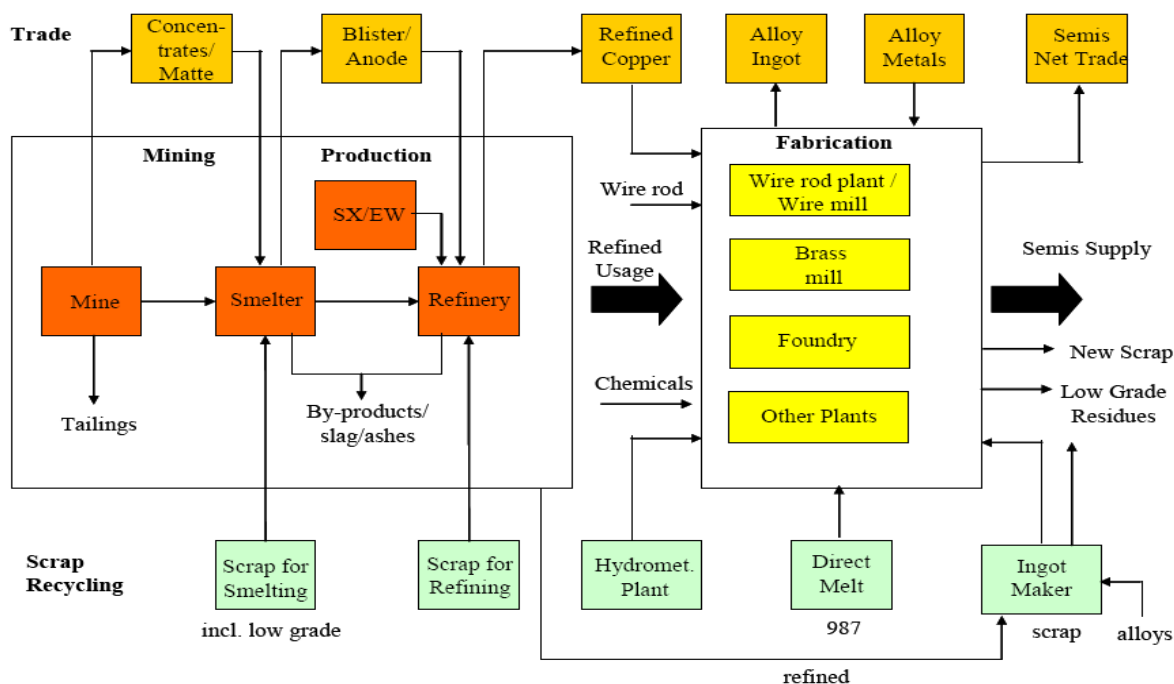 Trade
Concen-
trates/
Matte
Blister/
Anode
Refined
Copper
Alloy
Ingot
Alloy
Metals
Semis
Net Trade
Mining
Production
Fabrication
SX/EW
Wire rod
Wire rod plant /
Wire mill
Refined
Usage
Brass
mill
Semis Supply
Mine
Smelter
Refinery
Foundry
New Scrap
Chemicals
Other Plants
Low Grade
Residues
Tailings
By-products/
slag/ashes
Scrap
Recycling
Scrap for
Smelting
Scrap for
Refining
Hydromet.
Plant
Direct
Melt
Ingot
Maker
incl. low grade
987
scrap
alloys
refined